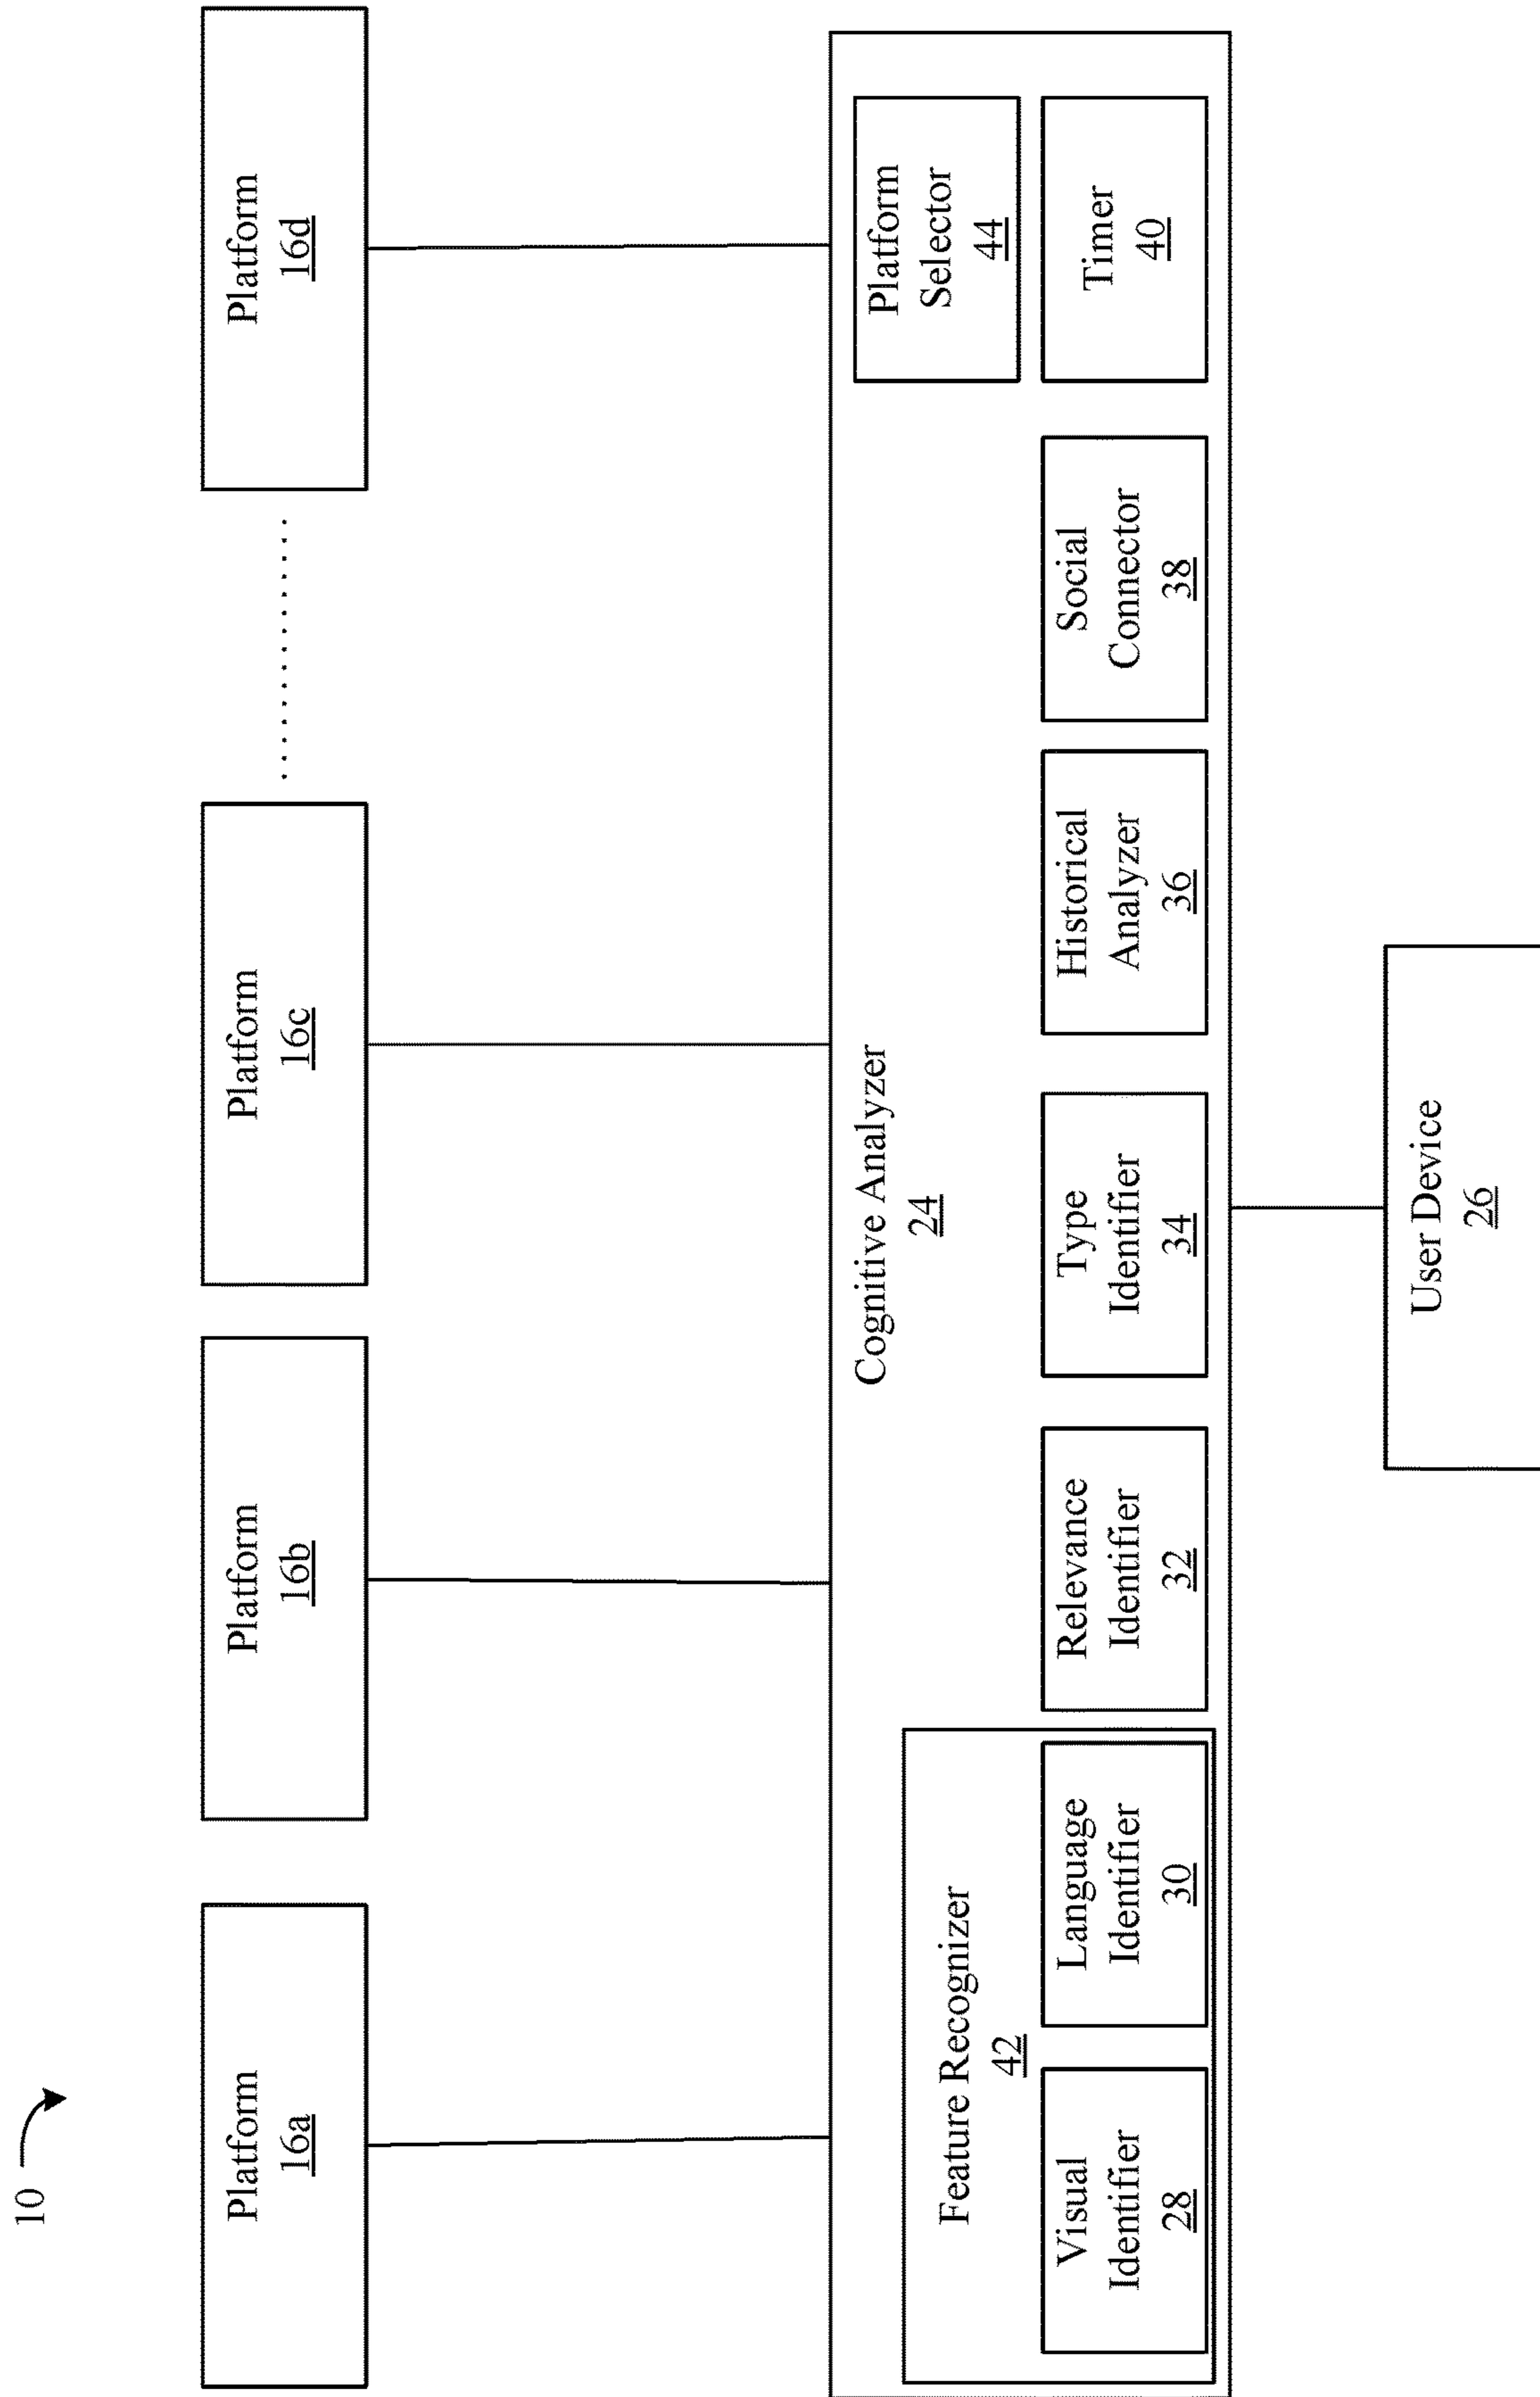 10
Platform
16a
Platform
16b
Platform
16c
Platform
16d
Cognitive Analyzer
24
Feature Recognizer
42
Visual
Identifier
28
Language
Identifier
30
Relevance
Identifier
32
Type
Identifier
34
Historical
Analyzer
36
Social
Connector
38
Platform
Selector
44
Timer
40
User Device
26